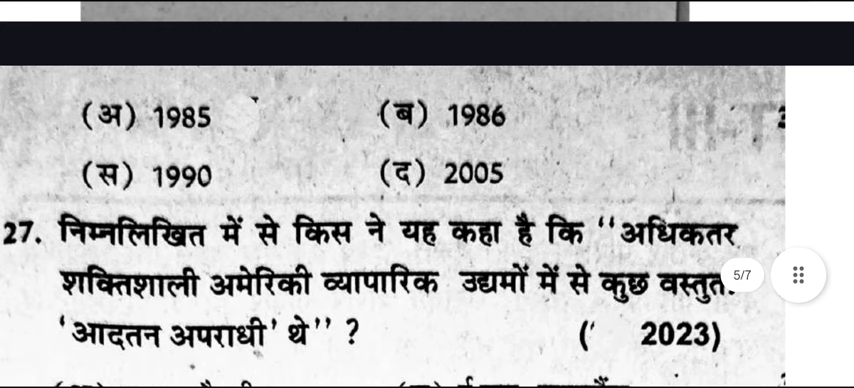 (अ) 1985 (ब) 1986
(स) 1990 (द) 2005
27. निम्नलिखित में से किस ने यह कहा है कि ‘‘अधिकतर
शक्तिशाली अमेरिकी व्यापारिक उद्यमों में से कुछ
5/7
‘आदतन अपराधी’ थे’’ ? (′ 2023)